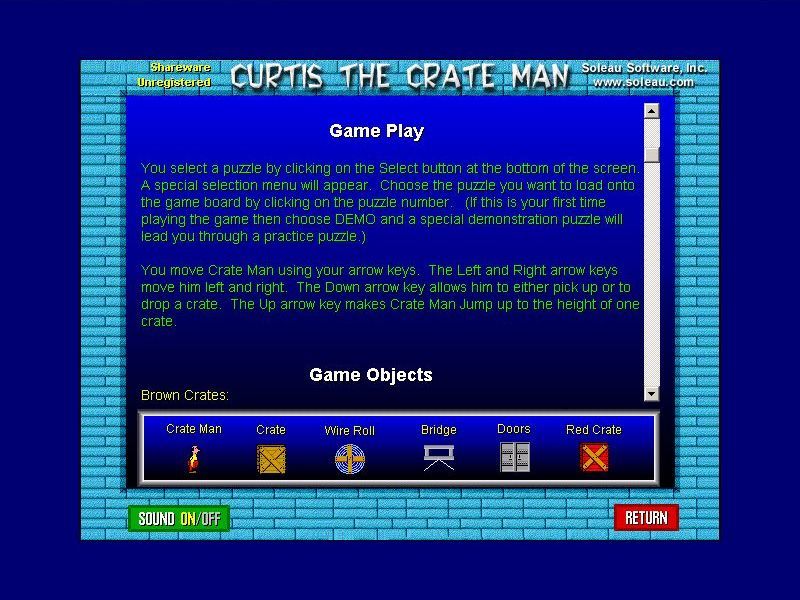 Shareware
Unregistered
CURTIS THE CRATE MAN
Soleau Software, Inc.
www.soleau.com
Game Play
You select a puzzle by clicking on the Select button at the bottom of the screen.
A special selection menu will appear.  Choose the puzzle you want to load onto
the game board by clicking on the puzzle number.   (If this is your first time
playing the game then choose DEMO and a special demonstration puzzle will
lead you through a practice puzzle.)
You move Crate Man using your arrow keys.  The Left and Right arrow keys
move him left and right.  The Down arrow key allows him to either pick up or to
drop a crate.  The Up arrow key makes Crate Man Jump up to the height of one
crate.
Game Objects
Brown Crates:
Crate Man
Crate
Wire Roll
Bridge
Doors
Red Crate
SOUND ON/OFF
RETURN